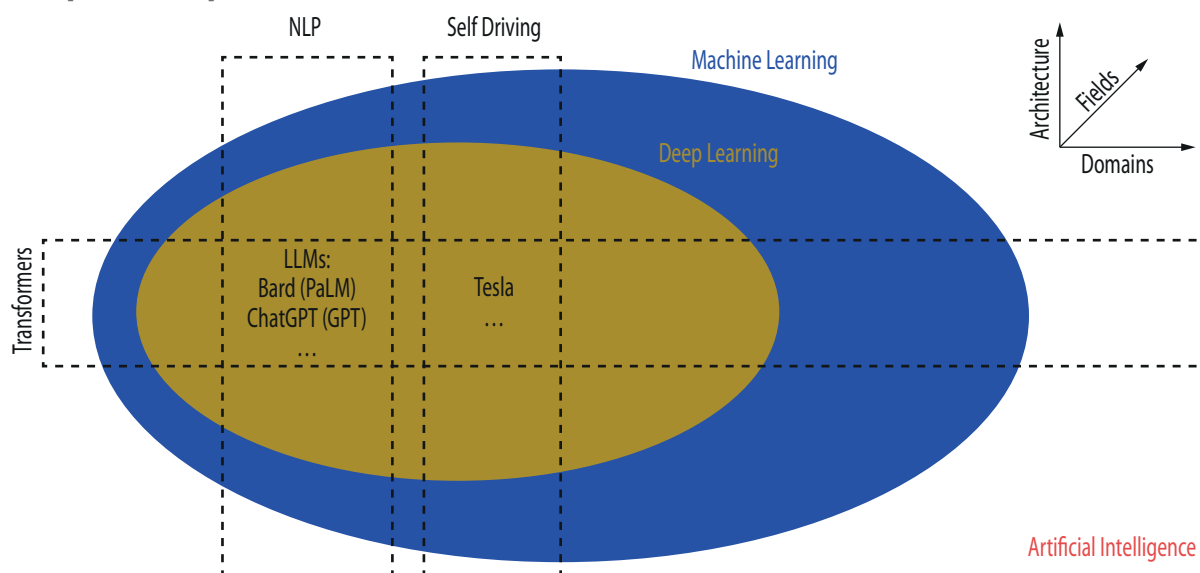 NLP
Self Driving
Machine Learning
Architecture
Fields
Domains
Deep Learning
Transformers
LLMs:
Bard (PaLM)
ChatGPT (GPT)
...
Tesla
...
Artificial Intelligence